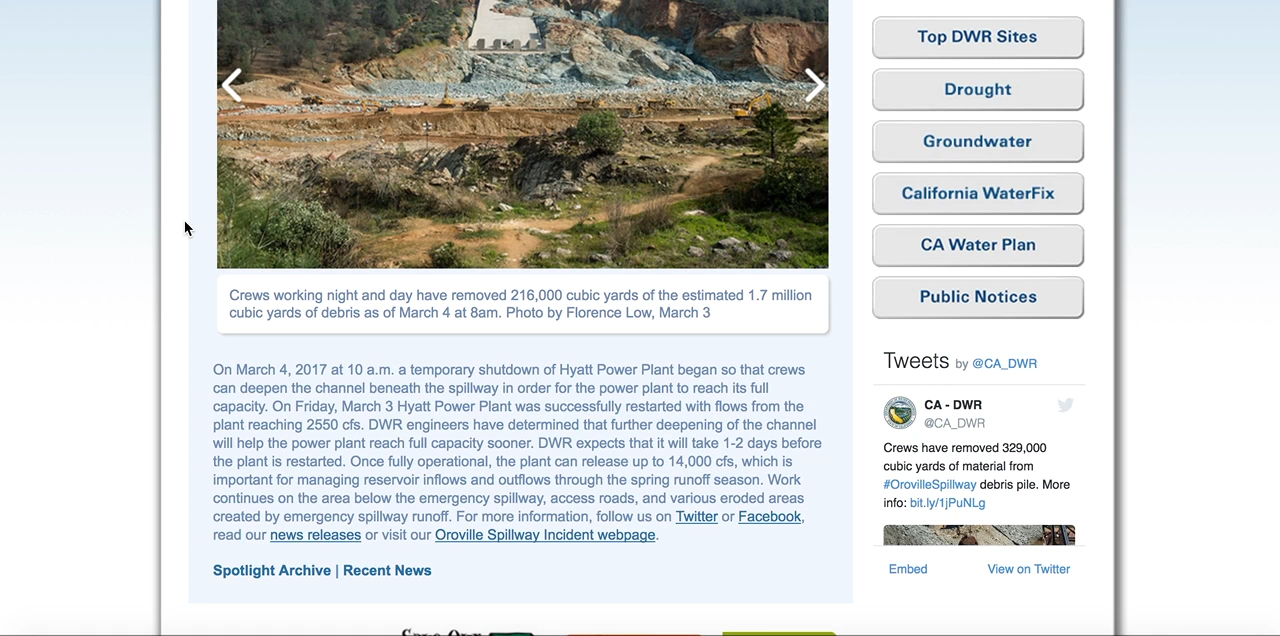 Top DWR Sites
Drought
Groundwater
California WaterFix
CA Water Plan
Public Notices
Crews working night and day have removed 216,000 cubic yards of the estimated 1.7 million
cubic yards of debris as of March 4 at 8am. Photo by Florence Low, March 3
On March 4, 2017 at 10 a.m. a temporary shutdown of Hyatt Power Plant began so that crews
can deepen the channel beneath the spillway in order for the power plant to reach its full
capacity. On Friday, March 3 Hyatt Power Plant was successfully restarted with flows from the
plant reaching 2550 cfs. DWR engineers have determined that further deepening of the channel
will help the power plant reach full capacity sooner. DWR expects that it will take 1-2 days before
the plant is restarted. Once fully operational, the plant can release up to 14,000 cfs, which is
important for managing reservoir inflows and outflows through the spring runoff season. Work
continues on the area below the emergency spillway, access roads, and various eroded areas
created by emergency spillway runoff. For more information, follow us on Twitter or Facebook,
read our news releases or visit our Oroville Spillway Incident webpage.
Spotlight Archive | Recent News
Tweets by @CA_DWR
CA - DWR
@CA_DWR
Crews have removed 329,000
cubic yards of material from
#OrovilleSpillway debris pile. More
info: bit.ly/1jPuNLg
Embed
View on Twitter